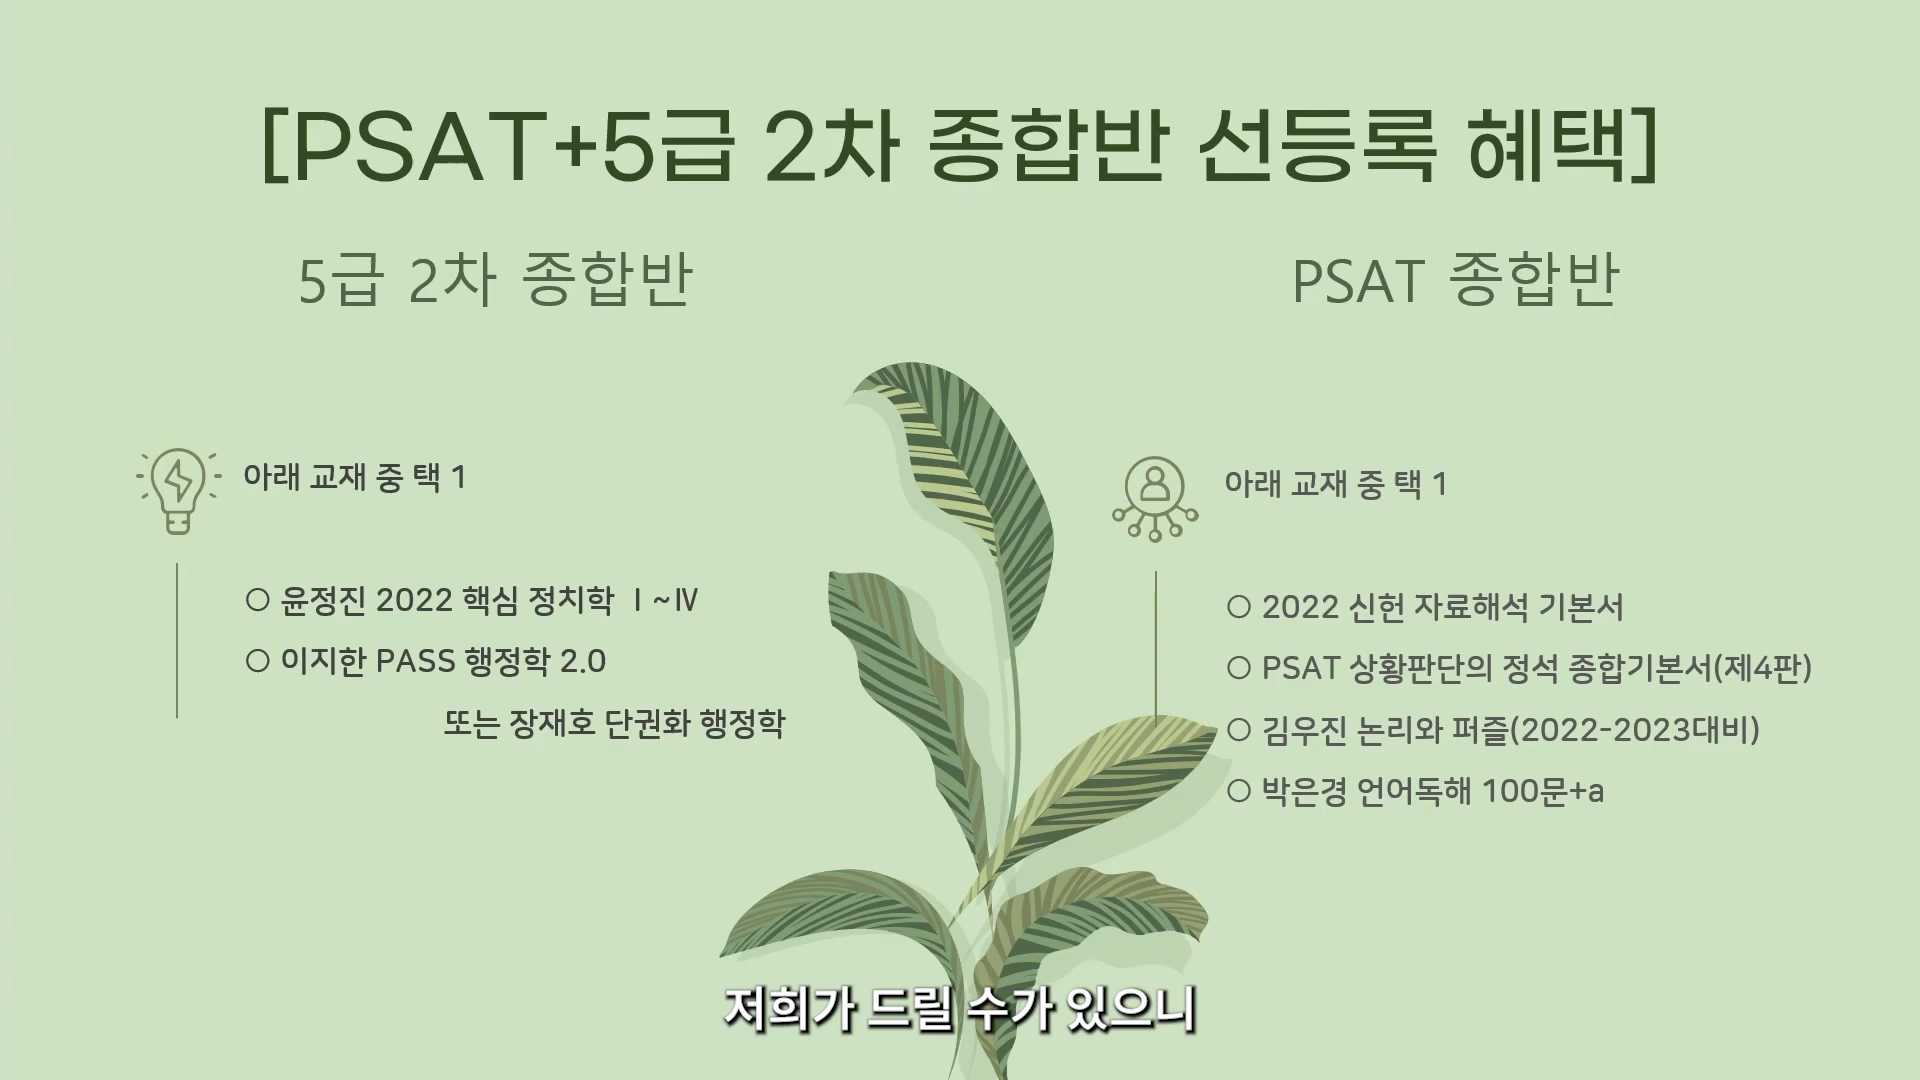 [PSAT+5급 2차 종합반 선등록 혜택]
5급 2차 종합반
아래 교재 중 택 1
○ 윤정진 2022 핵심 정치학 Ⅰ~Ⅳ
○ 이지한 PASS 행정학 2.0
또는 장재호 단권화 행정학
PSAT 종합반
아래 교재 중 택 1
○ 2022 신헌 자료해석 기본서
○ PSAT 상황판단의 정석 종합기본서(제4판)
○ 김우진 논리와 퍼즐(2022-2023대비)
○ 박은경 언어독해 100문+a
저희가 드릴 수가 있으니